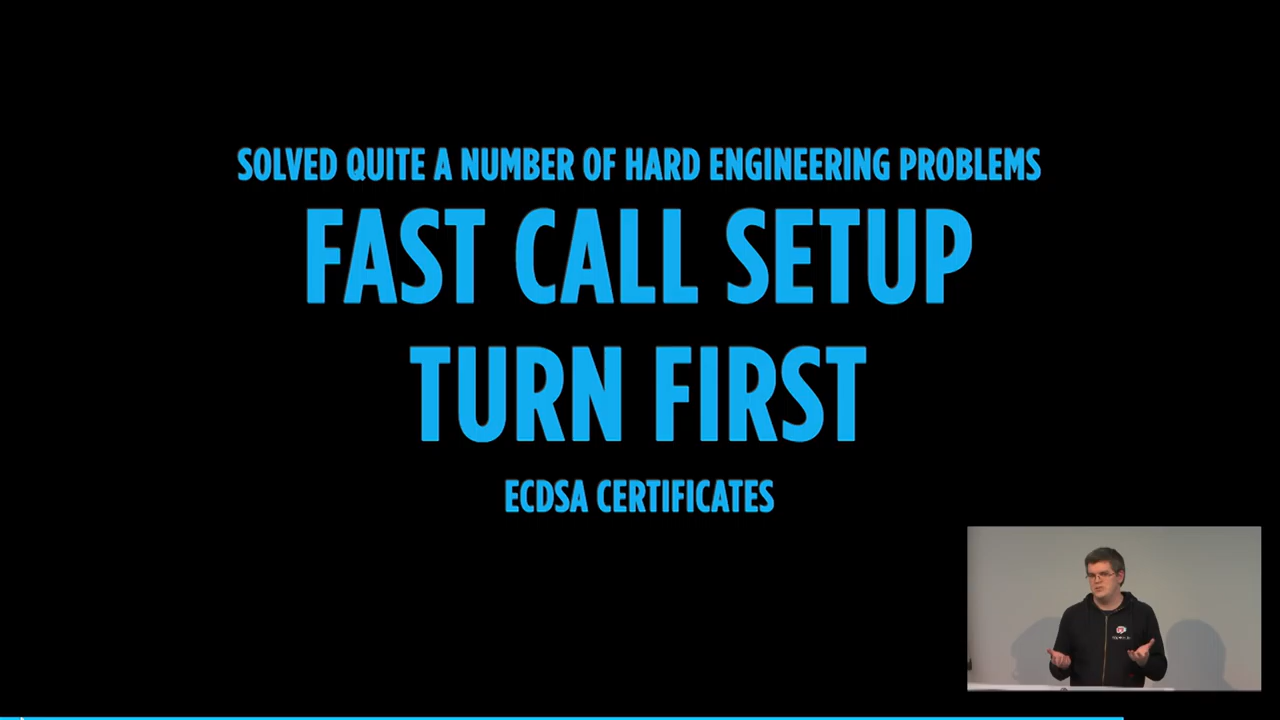 SOLVED QUITE A NUMBER OF HARD ENGINEERING PROBLEMS
FAST CALL SETUP
TURN FIRST
ECDSA CERTIFICATES